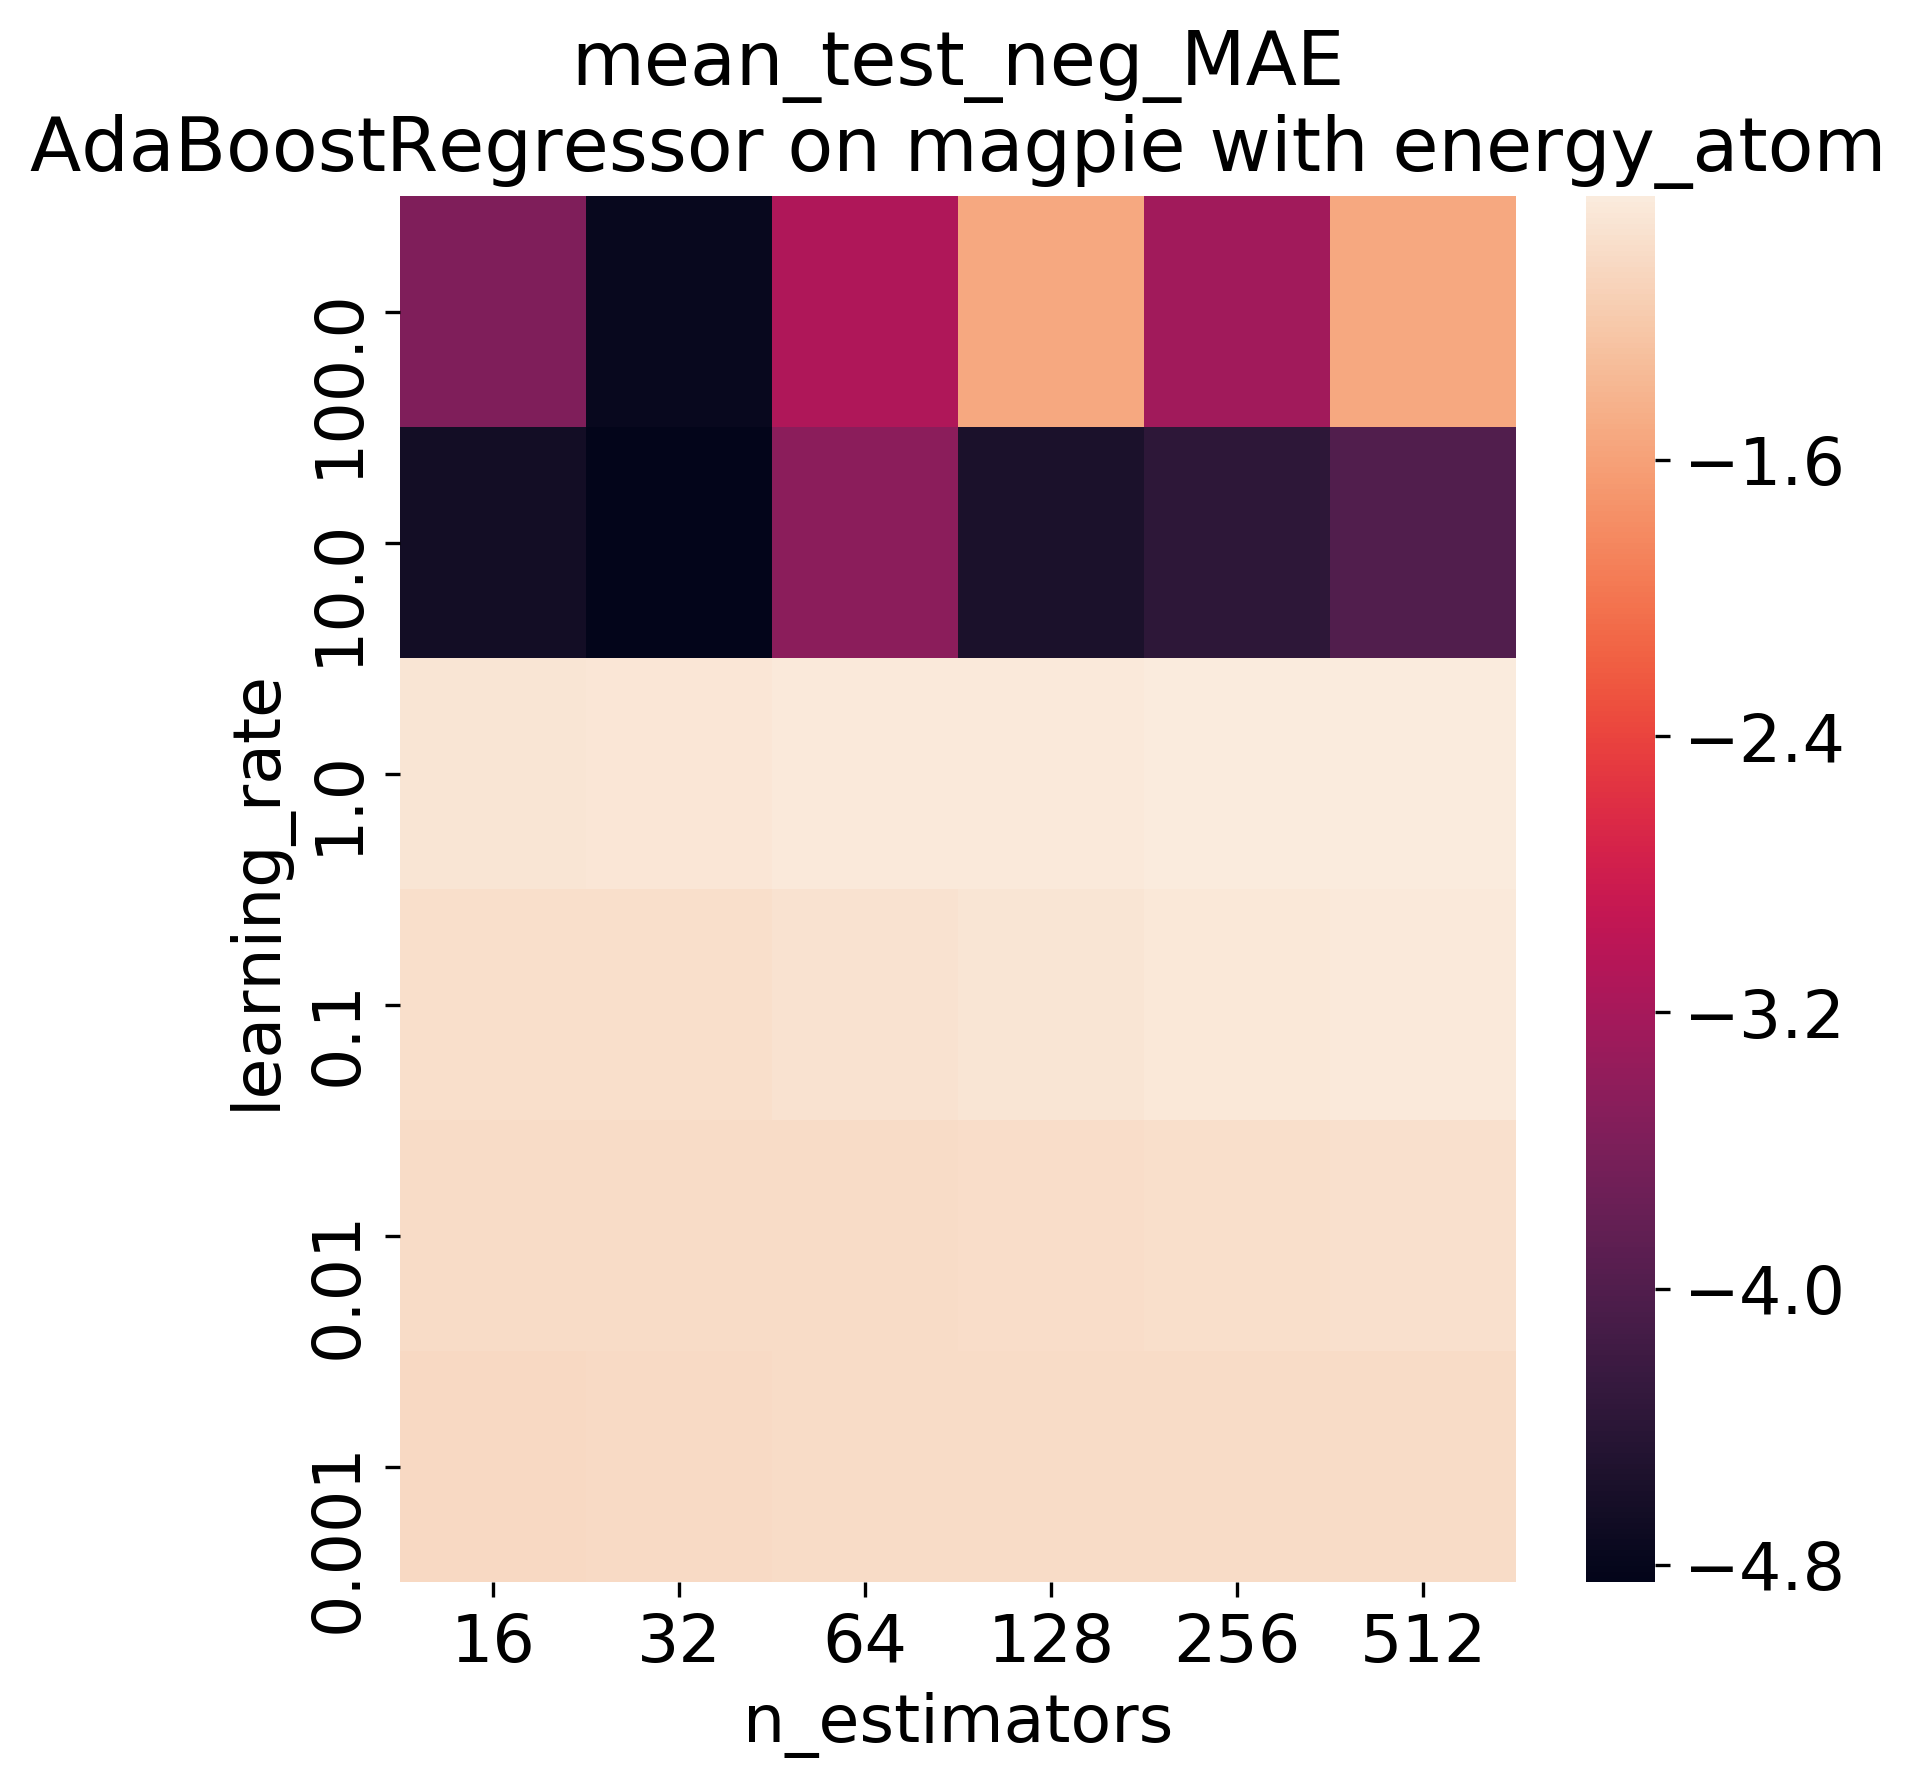 mean_test_neg_MAE
AdaBoostRegressor on magpie with energy_atom
learning_rate
100.0
10.0
1.0
0.1
0.01
0.001
16 32 64 128 256 512
n_estimators
−1.6
−2.4
−3.2
−4.0
−4.8